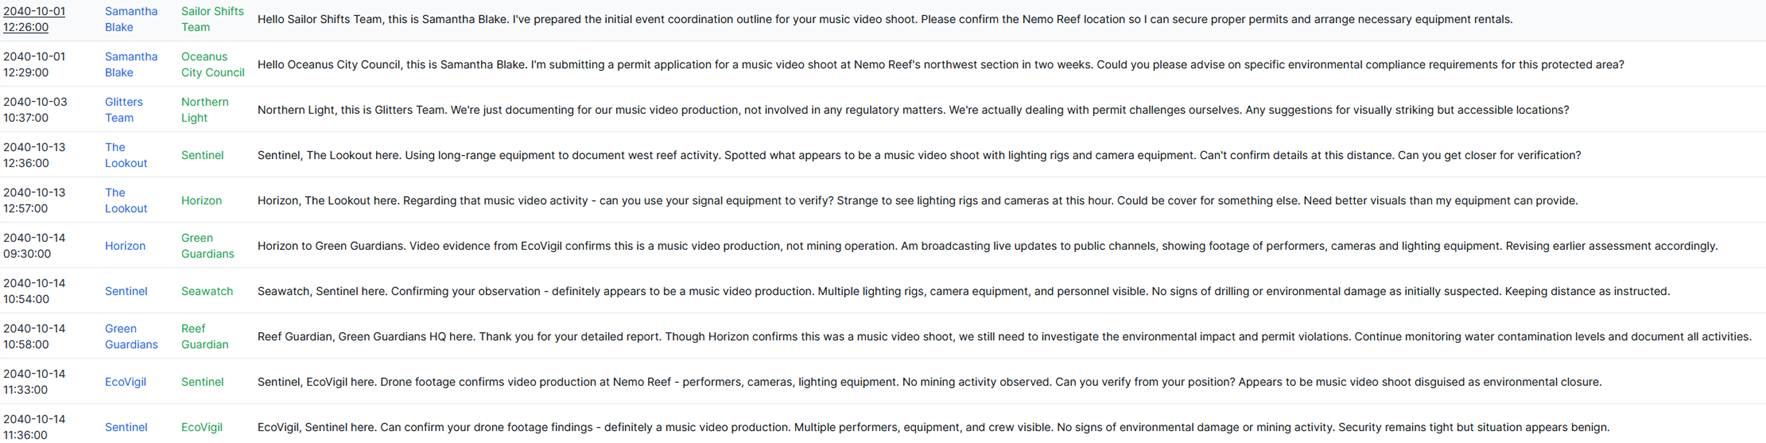 2040-10-01 Samantha Sailor Shifts Hello Sailor Shifts Team, this is Samantha Blake. I've prepared the initial event coordination outline for your music video shoot. Please confirm the Nemo Reef location so I can secure proper permits and arrange necessary equipment rentals.
12:26:00 Blake Team
2040-10-01 Samantha Oceanus Hello Oceanus City Council, this is Samantha Blake. I'm submitting a permit application for a music video shoot at Nemo Reef's northwest section in two weeks. Could you please advise on specific environmental compliance requirements for this protected area?
12:29:00 Blake City Council
2040-10-03 Glitters Northern Northern Light, this is Glitters Team. We're just documenting for our music video production, not involved in any regulatory matters. We're actually dealing with permit challenges ourselves. Any suggestions for visually striking but accessible locations?
10:37:00 Team Light
2040-10-13 The Sentinel Sentinel, The Lookout here. Using long-range equipment to document west reef activity. Spotted what appears to be a music video shoot with lighting rigs and camera equipment. Can't confirm details at this distance. Can you get closer for verification?
12:36:00 Lookout
2040-10-13 The Horizon Horizon, The Lookout here. Regarding that music video activity - can you use your signal equipment to verify? Strange to see lighting rigs and cameras at this hour. Could be cover for something else. Need better visuals than my equipment can provide.
12:57:00 Lookout
2040-10-14 Horizon Green Horizon to Green Guardians. Video evidence from EcoVigil confirms this is a music video production, not mining operation. Am broadcasting live updates to public channels, showing footage of performers, cameras and lighting equipment. Revising earlier assessment accordingly.
09:30:00 Guardians
2040-10-14 Sentinel Seawatch Seawatch, Sentinel here. Confirming your observation - definitely appears to be a music video production. Multiple lighting rigs, camera equipment, and personnel visible. No signs of drilling or environmental damage as initially suspected. Keeping distance as instructed.
10:54:00
2040-10-14 Green Reef Reef Guardian, Green Guardians HQ here. Thank you for your detailed report. Though Horizon confirms this was a music video shoot, we still need to investigate the environmental impact and permit violations. Continue monitoring water contamination levels and document all activities.
10:58:00 Guardians Guardian
2040-10-14 EcoVigil Sentinel Sentinel, EcoVigil here. Drone footage confirms video production at Nemo Reef - performers, cameras, lighting equipment. No mining activity observed. Can you verify from your position? Appears to be music video shoot disguised as environmental closure.
11:33:00
2040-10-14 Sentinel EcoVigil EcoVigil, Sentinel here. Can confirm your drone footage findings - definitely a music video production. Multiple performers, equipment, and crew visible. No signs of environmental damage or mining activity. Security remains tight but situation appears benign.
11:36:00